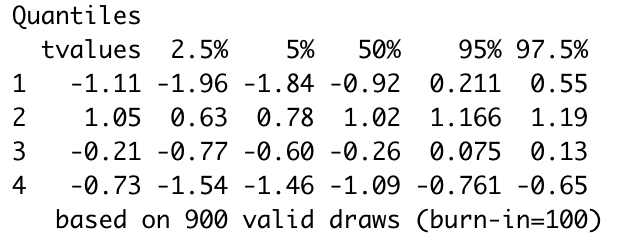 Quantiles
  tvalues  2.5%    5%   50%    95% 97.5%
1   -1.11 -1.96 -1.84 -0.92  0.211  0.55
2    1.05  0.63  0.78  1.02  1.166  1.19
3   -0.21 -0.77 -0.60 -0.26  0.075  0.13
4   -0.73 -1.54 -1.46 -1.09 -0.761 -0.65
   based on 900 valid draws (burn-in=100)